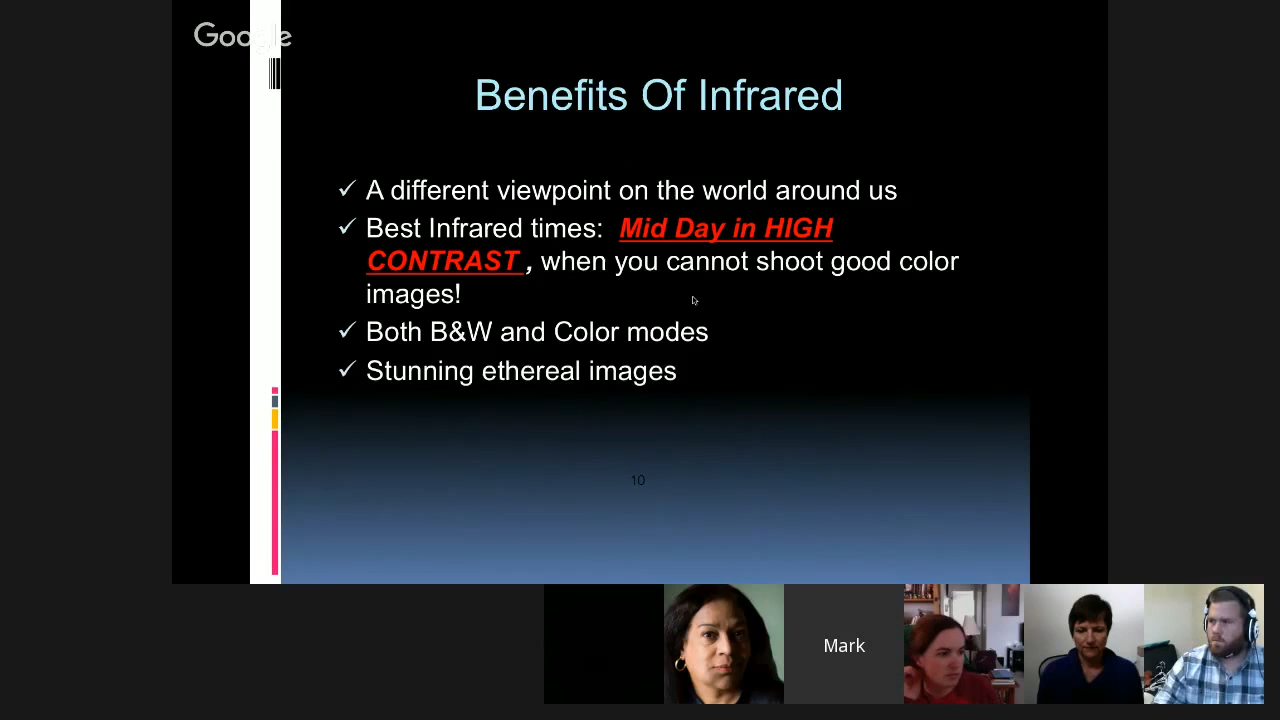 Google
Benefits Of Infrared
✓ A different viewpoint on the world around us
✓ Best Infrared times: Mid Day in HIGH
CONTRAST , when you cannot shoot good color
images!
✓ Both B&W and Color modes
✓ Stunning ethereal images
10
Mark